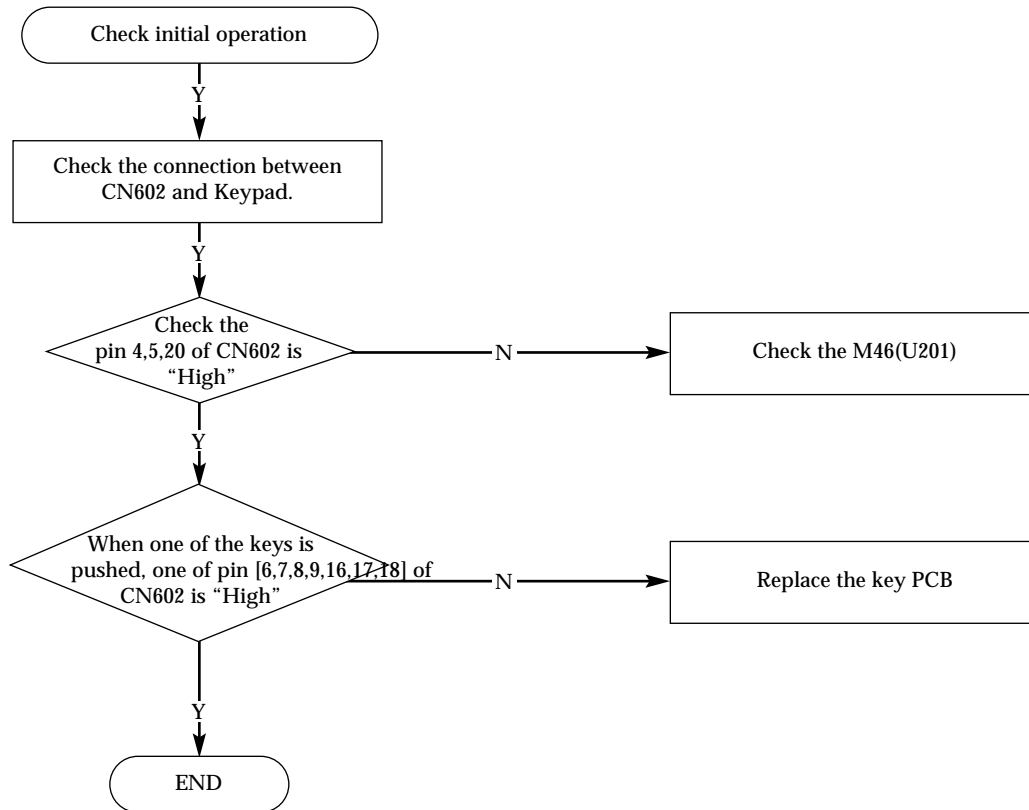 Check initial operation
Y
Check the connection between
CN602 and Keypad.
Y
Check the
pin 4,5,20 of CN602 is
“High”
N
Check the M46(U201)
Y
When one of the keys is
pushed, one of pin [6,7,8,9,16,17,18] of
CN602 is “High”
N
Replace the key PCB
Y
END